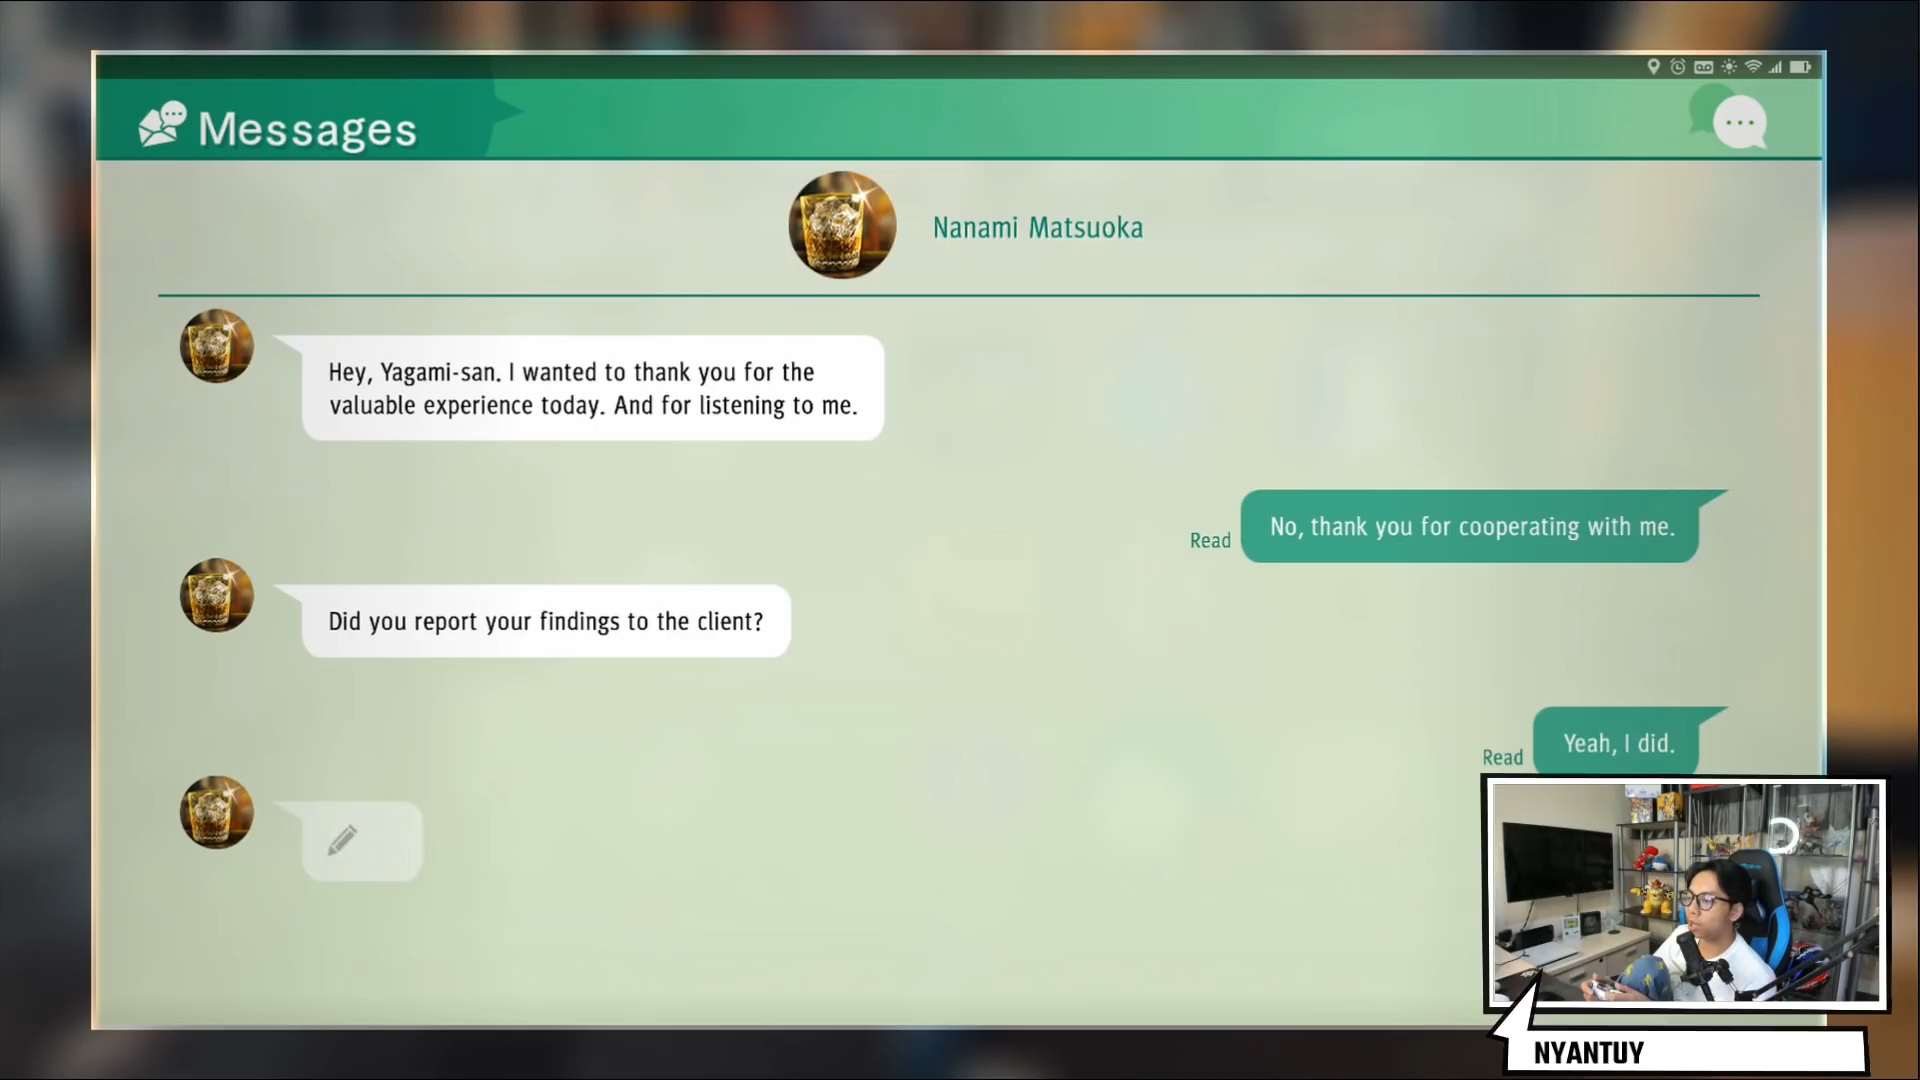 Messages
Nanami Matsuoka
Hey, Yagami-san. I wanted to thank you for the
valuable experience today. And for listening to me.
No, thank you for cooperating with me.
Read
Did you report your findings to the client?
Yeah, I did.
Read
NYANTUY